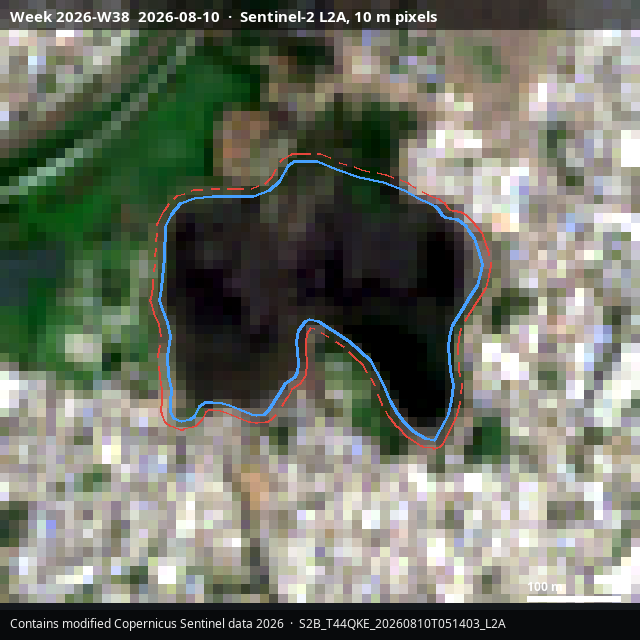 Week 2026-W38 2026-08-10 · Sentinel-2 L2A, 10 m pixels
100 m
Contains modified Copernicus Sentinel data 2026 · S2B_T44QKE_20260810T051403_L2A